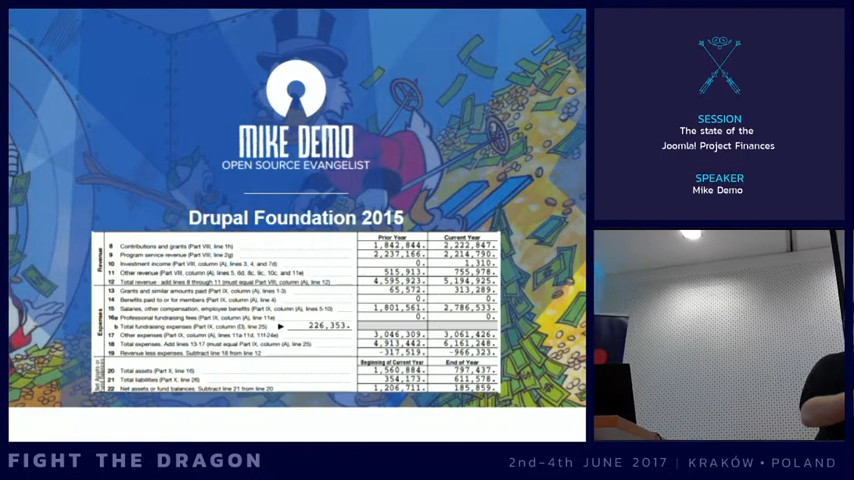 MIKE DEMO
OPEN SOURCE EVANGELIST
Drupal Foundation 2015
Prior Year Current Year
8 Contributions and grants (Part VIII, line 1h) 1,842,844. 2,222,847.
9 Program service revenue (Part VIII, line 2g) 2,237,166. 2,214,790.
10 Investment income (Part VIII, column (A), lines 3, 4, and 7d) 0. 1,310.
11 Other revenue (Part VIII, column (A), lines 5, 6d, 8c, 9c, 10c, and 11e) 515,913. 755,978.
12 Total revenue - add lines 8 through 11 (must equal Part VIII, column (A), line 12) 4,595,923. 5,194,925.
13 Grants and similar amounts paid (Part IX, column (A), lines 1-3) 65,572. 313,289.
14 Benefits paid to or for members (Part IX, column (A), line 4) 0. 0.
15 Salaries, other compensation, employee benefits (Part IX, column (A), lines 5-10) 1,801,561. 2,786,533.
16a Professional fundraising fees (Part IX, column (A), line 11e) 0. 0.
b Total fundraising expenses (Part IX, column (D), line 25) ▶ 226,353.
17 Other expenses (Part IX, column (A), lines 11a-11d, 11f-24e) 3,046,309. 3,061,426.
18 Total expenses. Add lines 13-17 (must equal Part IX, column (A), line 25) 4,913,442. 6,161,248.
19 Revenue less expenses. Subtract line 18 from line 12 -317,519. -966,323.
Beginning of Current Year End of Year
20 Total assets (Part X, line 16) 1,560,884. 797,437.
21 Total liabilities (Part X, line 26) 354,173. 611,578.
22 Net assets or fund balances. Subtract line 21 from line 20 1,206,711. 185,859.
Revenue
Expenses
SESSION
The state of the
Joomla! Project Finances
SPEAKER
Mike Demo
FIGHT THE DRAGON
2nd-4th JUNE 2017 | KRAKÓW • POLAND